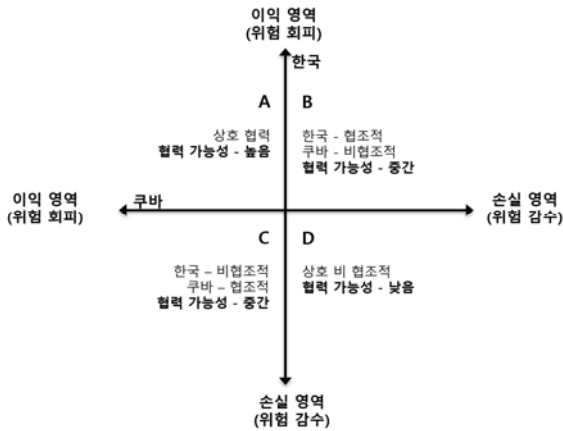 이익 영역
(위험 회피)
한국
A
B
상호 협력
협력 가능성 - 높음
한국 - 협조적
쿠바 - 비협조적
협력 가능성 - 중간
이익 영역
(위험 회피)
쿠바
손실 영역
(위험 감수)
C
D
한국 – 비협조적
쿠바 – 협조적
협력 가능성 - 중간
상호 비 협조적
협력 가능성 - 낮음
손실 영역
(위험 감수)